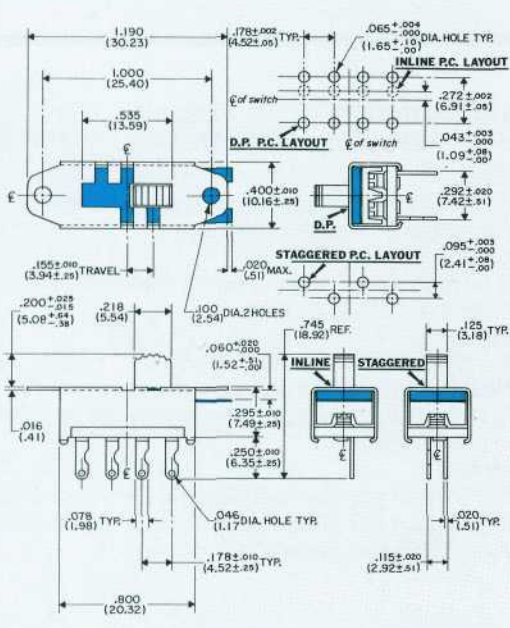 1.190
(30.23)
.178±.002
(4.52±.05) TYP.
.065+.004-.000
(1.65+.10-.00) DIA. HOLE TYP.
1.000
(25.40)
INLINE P.C. LAYOUT
.535
(13.59)
℄ of switch
.272±.002
(6.91±.05)
D.P. P.C. LAYOUT
℄ of switch
.043+.003-.000
(1.09+.08-.00)
℄
℄
℄
.400±.010
(10.16±.25)
D.P.
.292±.020
(7.42±.51)
.155±.010
(3.94±.25) TRAVEL
.020
(.51) MAX.
STAGGERED P.C. LAYOUT
.095+.003-.000
(2.41+.08-.00)
.200+.025-.015
(5.08+.64-.38)
.218
(5.54)
.100
(2.54) DIA. 2 HOLES
.745
(18.92) REF.
.125
(3.18) TYP.
.060+.020-.000
(1.52+.51-.00)
INLINE
STAGGERED
.016
(.41)
.295±.010
(7.49±.25)
.250±.010
(6.35±.25)
℄
℄
℄
.078
(1.98) TYP.
.046
(1.17 DIA. HOLE TYP.
.020
(.51) TYP.
.178±.010
(4.52±.25) TYP.
.115±.020
(2.92±.51)
.800
(20.32)